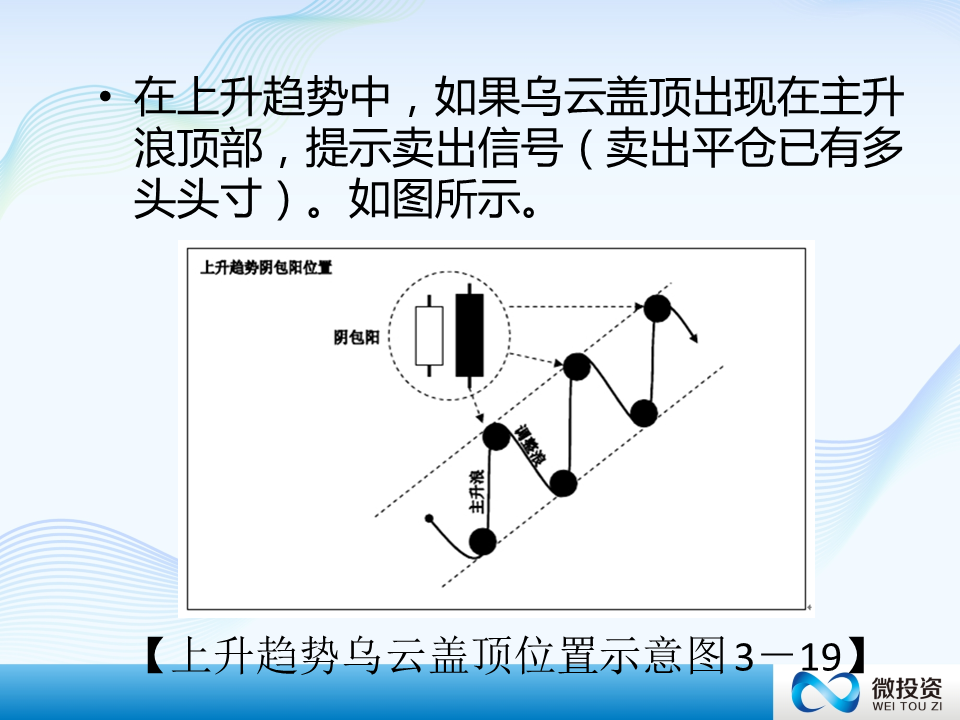 • 在上升趋势中，如果乌云盖顶出现在主升
浪顶部，提示卖出信号（卖出平仓已有多
头头寸）。如图所示。
上升趋势阴包阳位置
阴包阳
调整浪
主升浪
【上升趋势乌云盖顶位置示意图3－19】
微投资
WEI TOU ZI